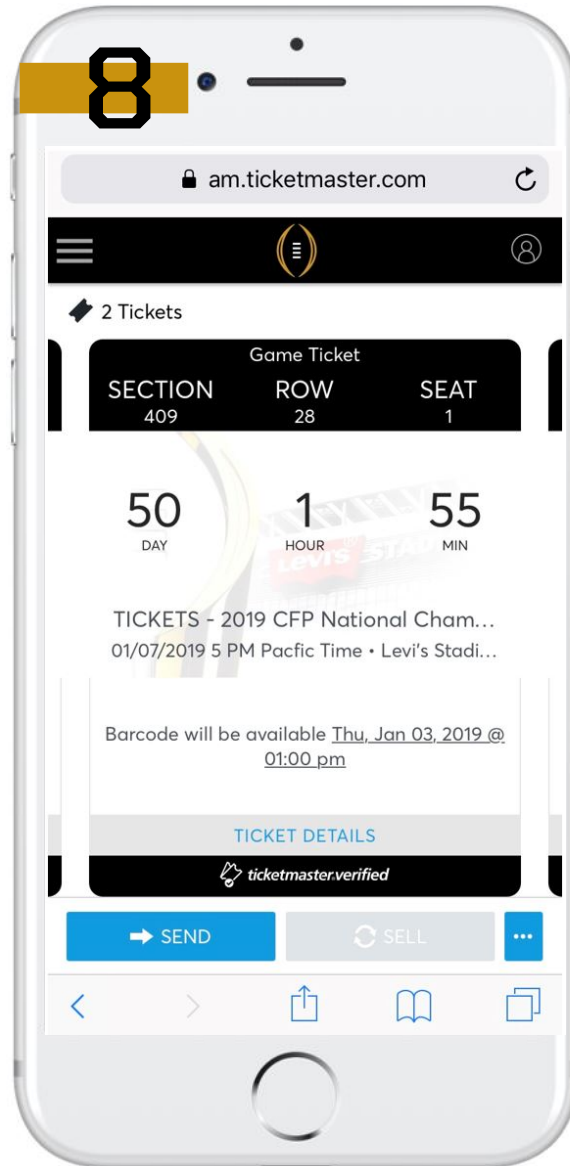 8
am.ticketmaster.com
2 Tickets
Game Ticket
SECTION ROW SEAT
409 28 1
50 1 55
DAY HOUR MIN
LEVI'S STADIUM
TICKETS - 2019 CFP National Cham...
01/07/2019 5 PM Pacfic Time • Levi's Stadi...
Barcode will be available Thu, Jan 03, 2019 @
01:00 pm
TICKET DETAILS
ticketmaster.verified
SEND SELL ...